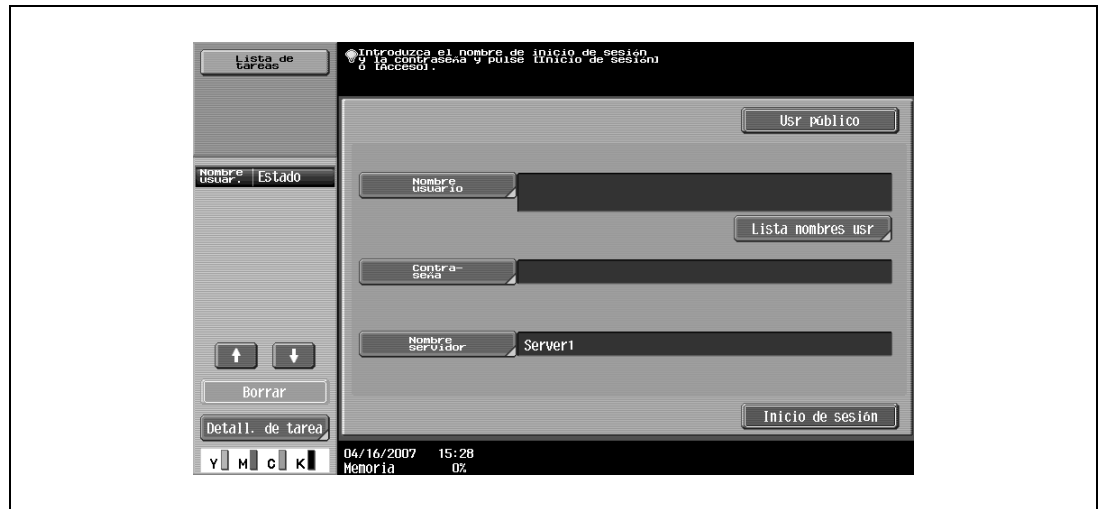 Lista de
tareas
Introduzca el nombre de inicio de sesión
y la contraseña y pulse [Inicio de sesión]
o [Acceso].
Usr público
Nombre
usuar.
Estado
Nombre
usuario
Lista nombres usr
Contra-
seña
Nombre
servidor
Server1
Borrar
Detall. de tarea
Inicio de sesión
Y M C K
04/16/2007 15:28
Memoria 0%